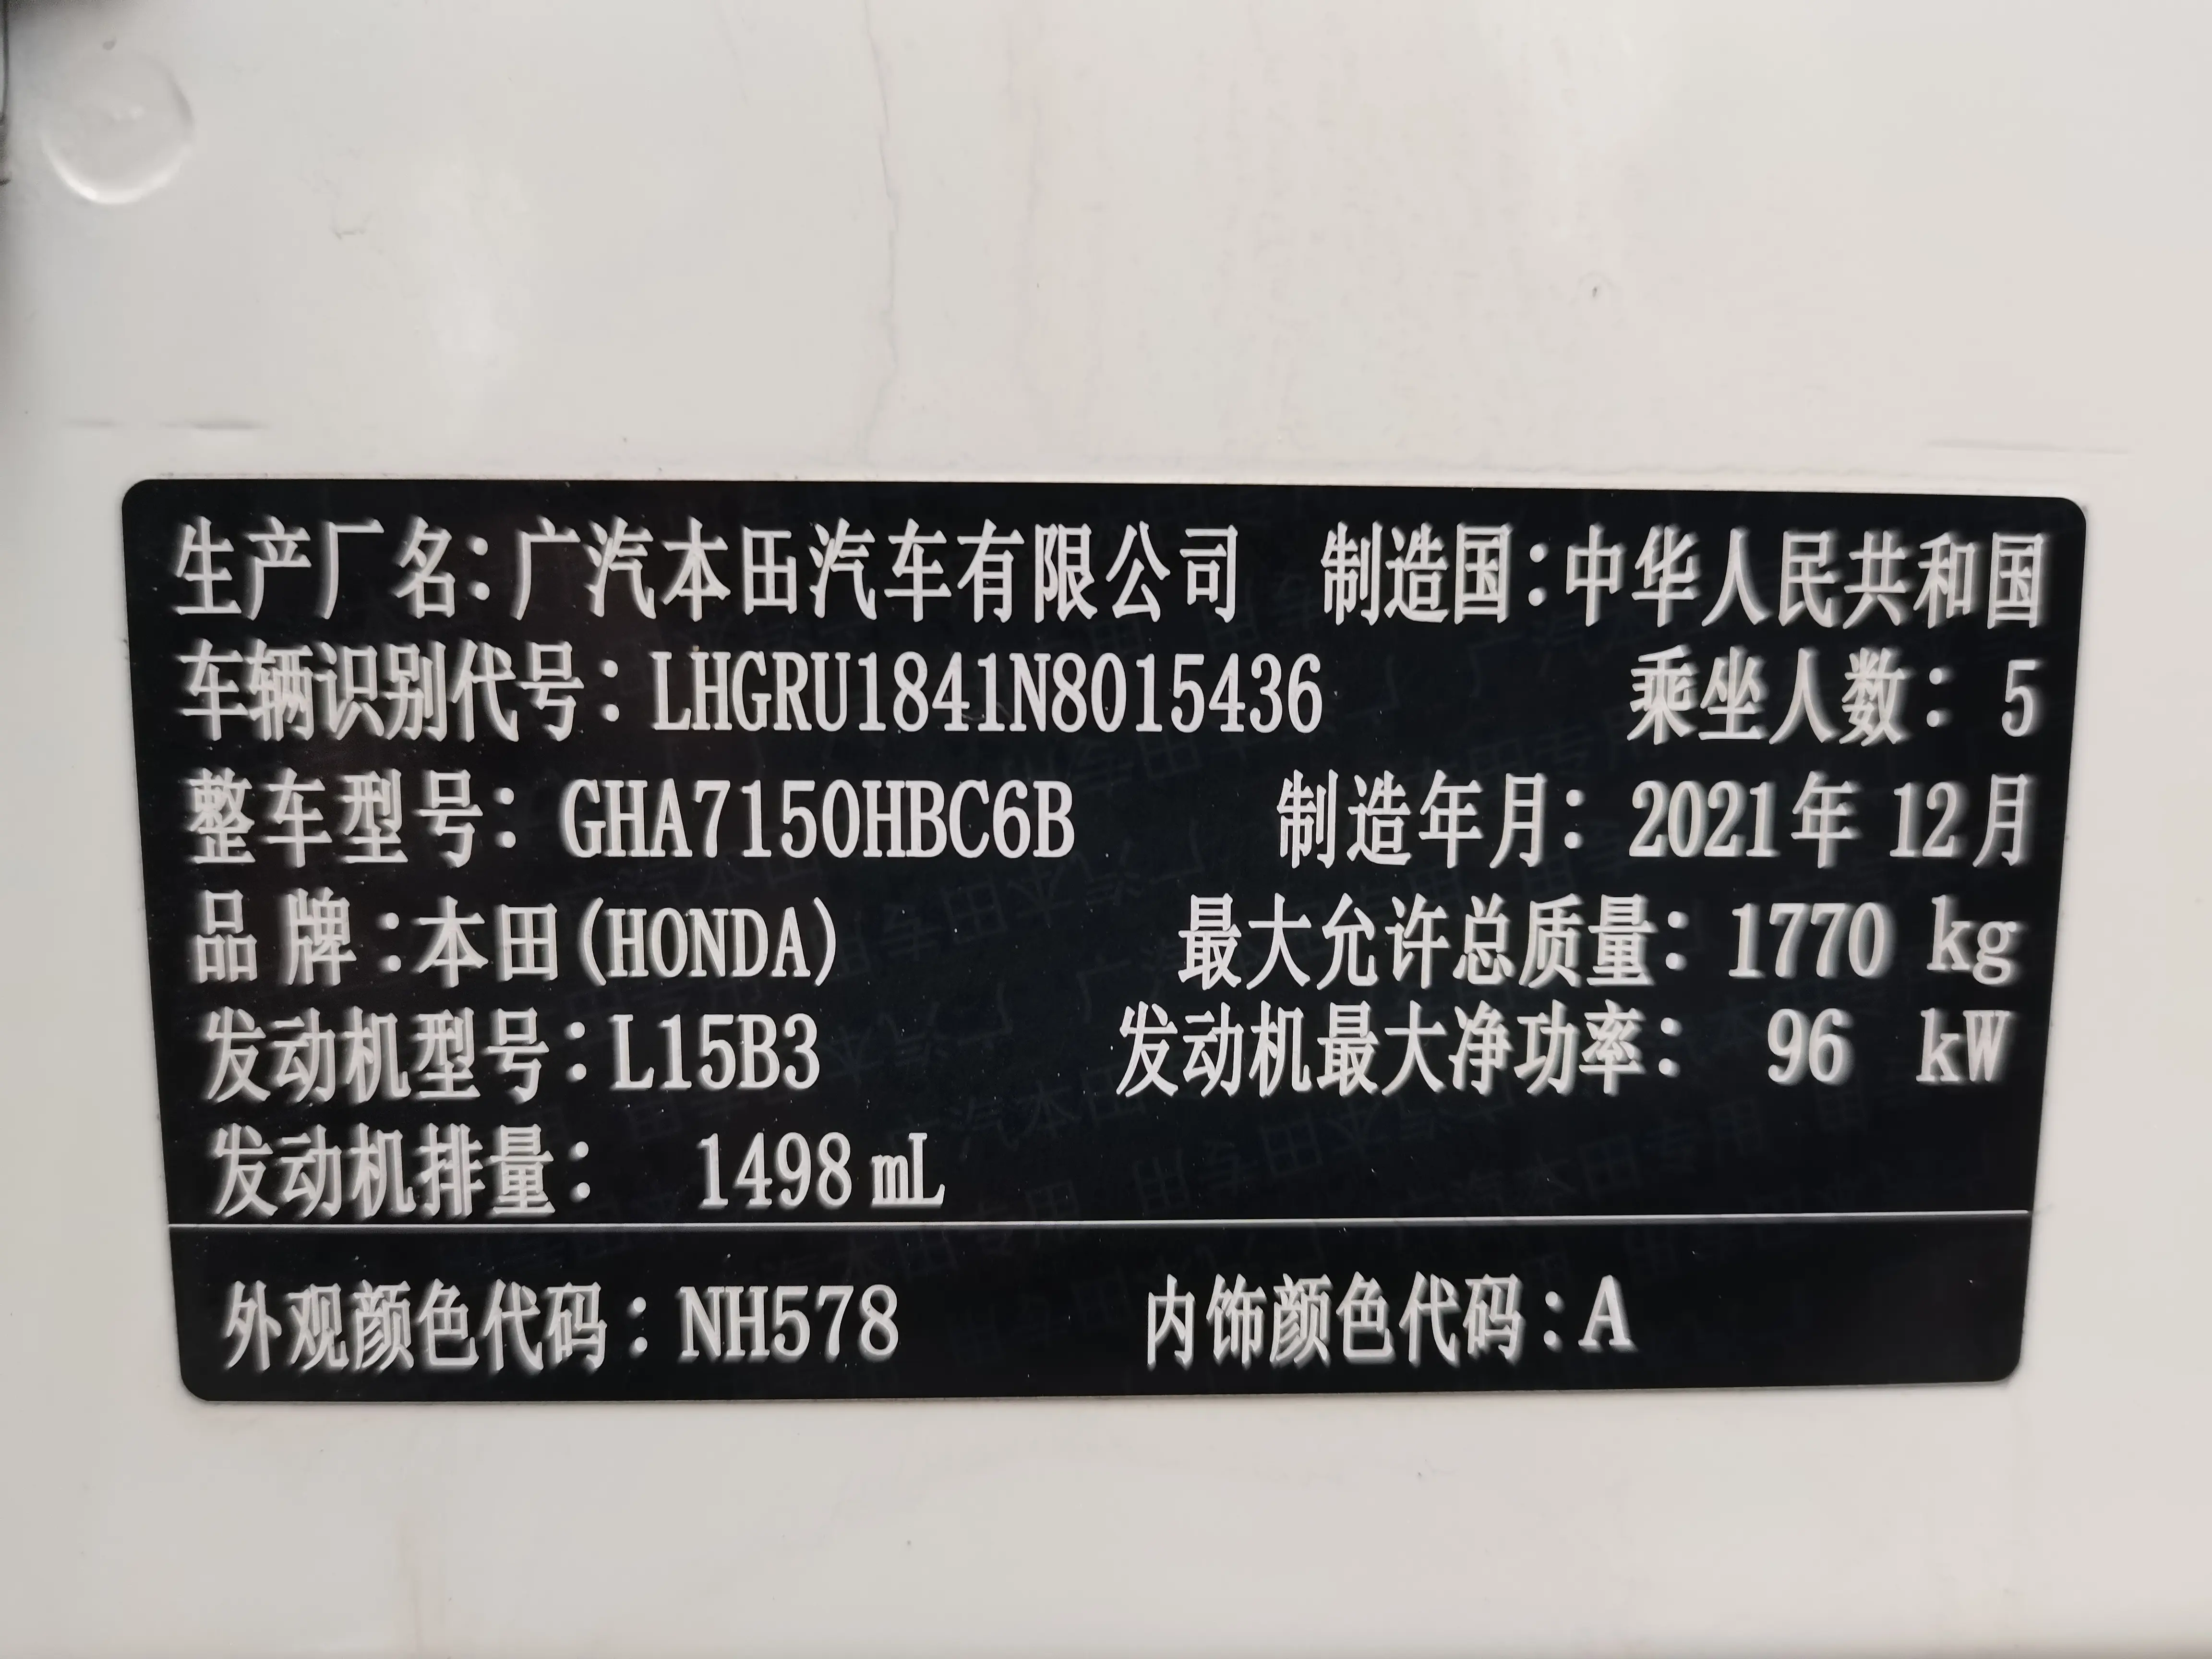 生产厂名：广汽本田汽车有限公司 制造国：中华人民共和国
车辆识别代号：LHGRU1841N8015436 乘坐人数：5
整车型号：GHA7150HBC6B 制造年月：2021年12月
品牌：本田(HONDA) 最大允许总质量：1770 kg
发动机型号：L15B3 发动机最大净功率：96 kW
发动机排量：1498 mL
外观颜色代码：NH578 内饰颜色代码：A